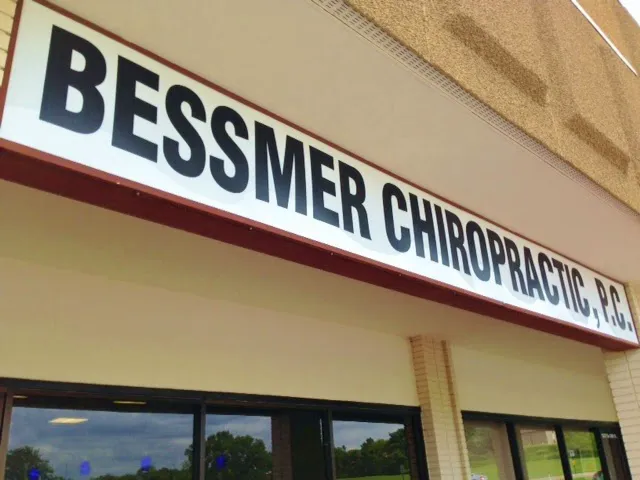 BESSMER CHIROPRACTIC, P.C.